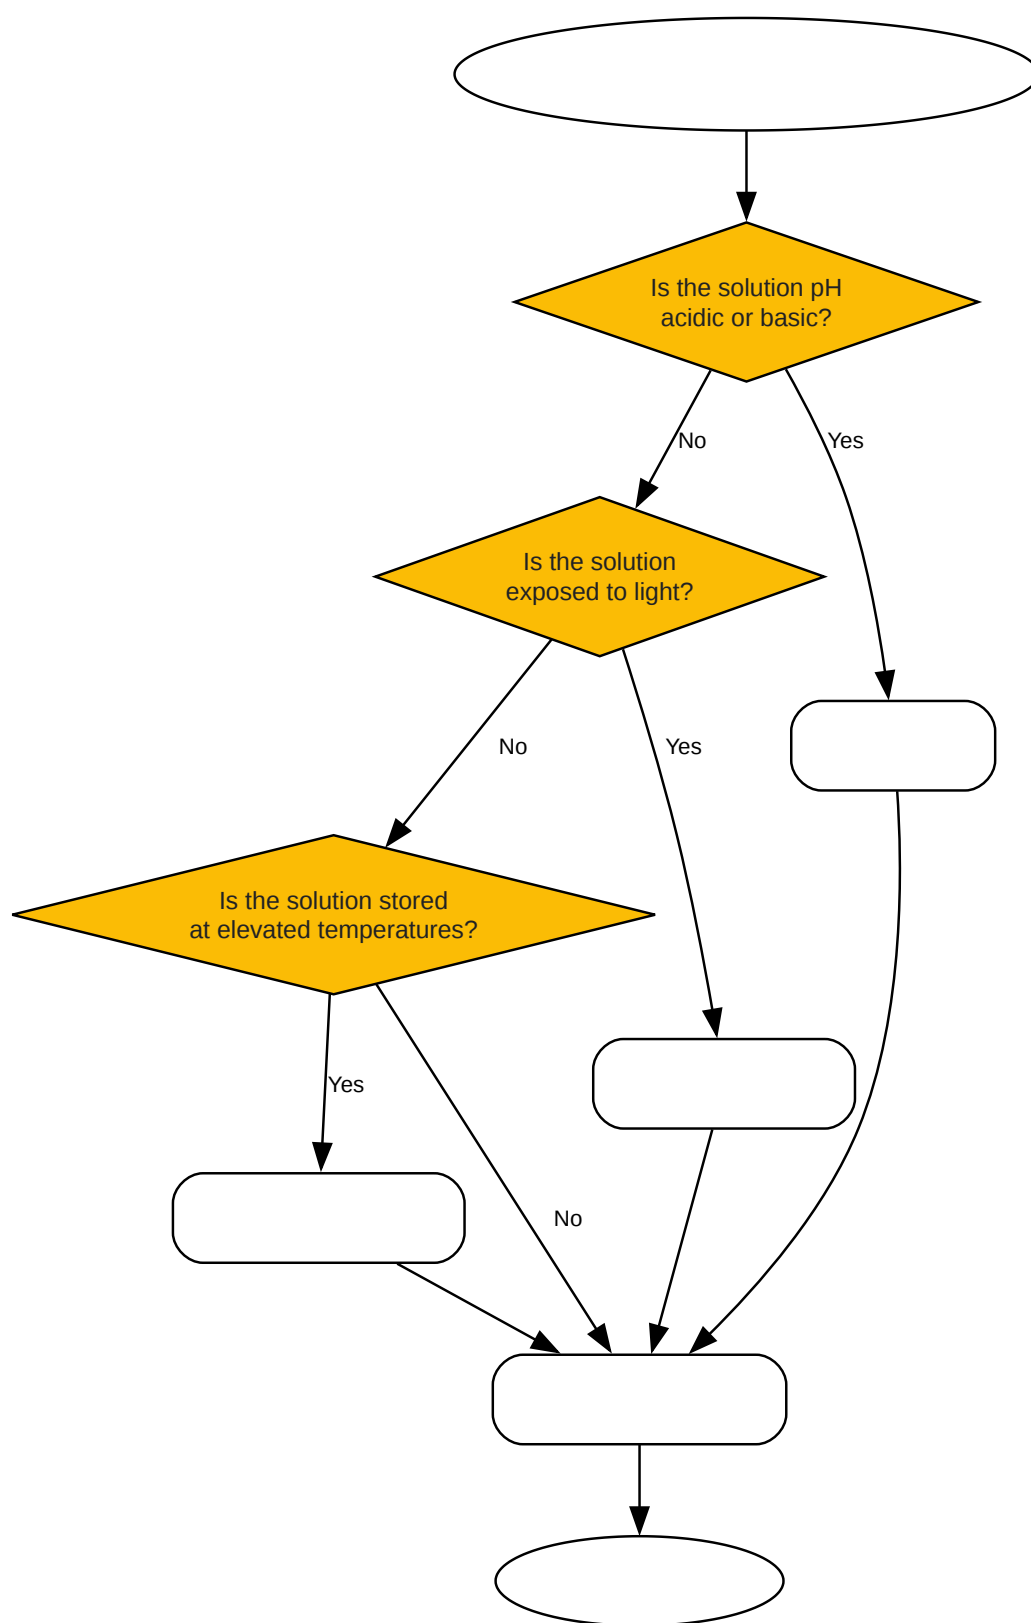 Is the solution pH
acidic or basic?
No
Yes
Is the solution
exposed to light?
No
Yes
Is the solution stored
at elevated temperatures?
Yes
No